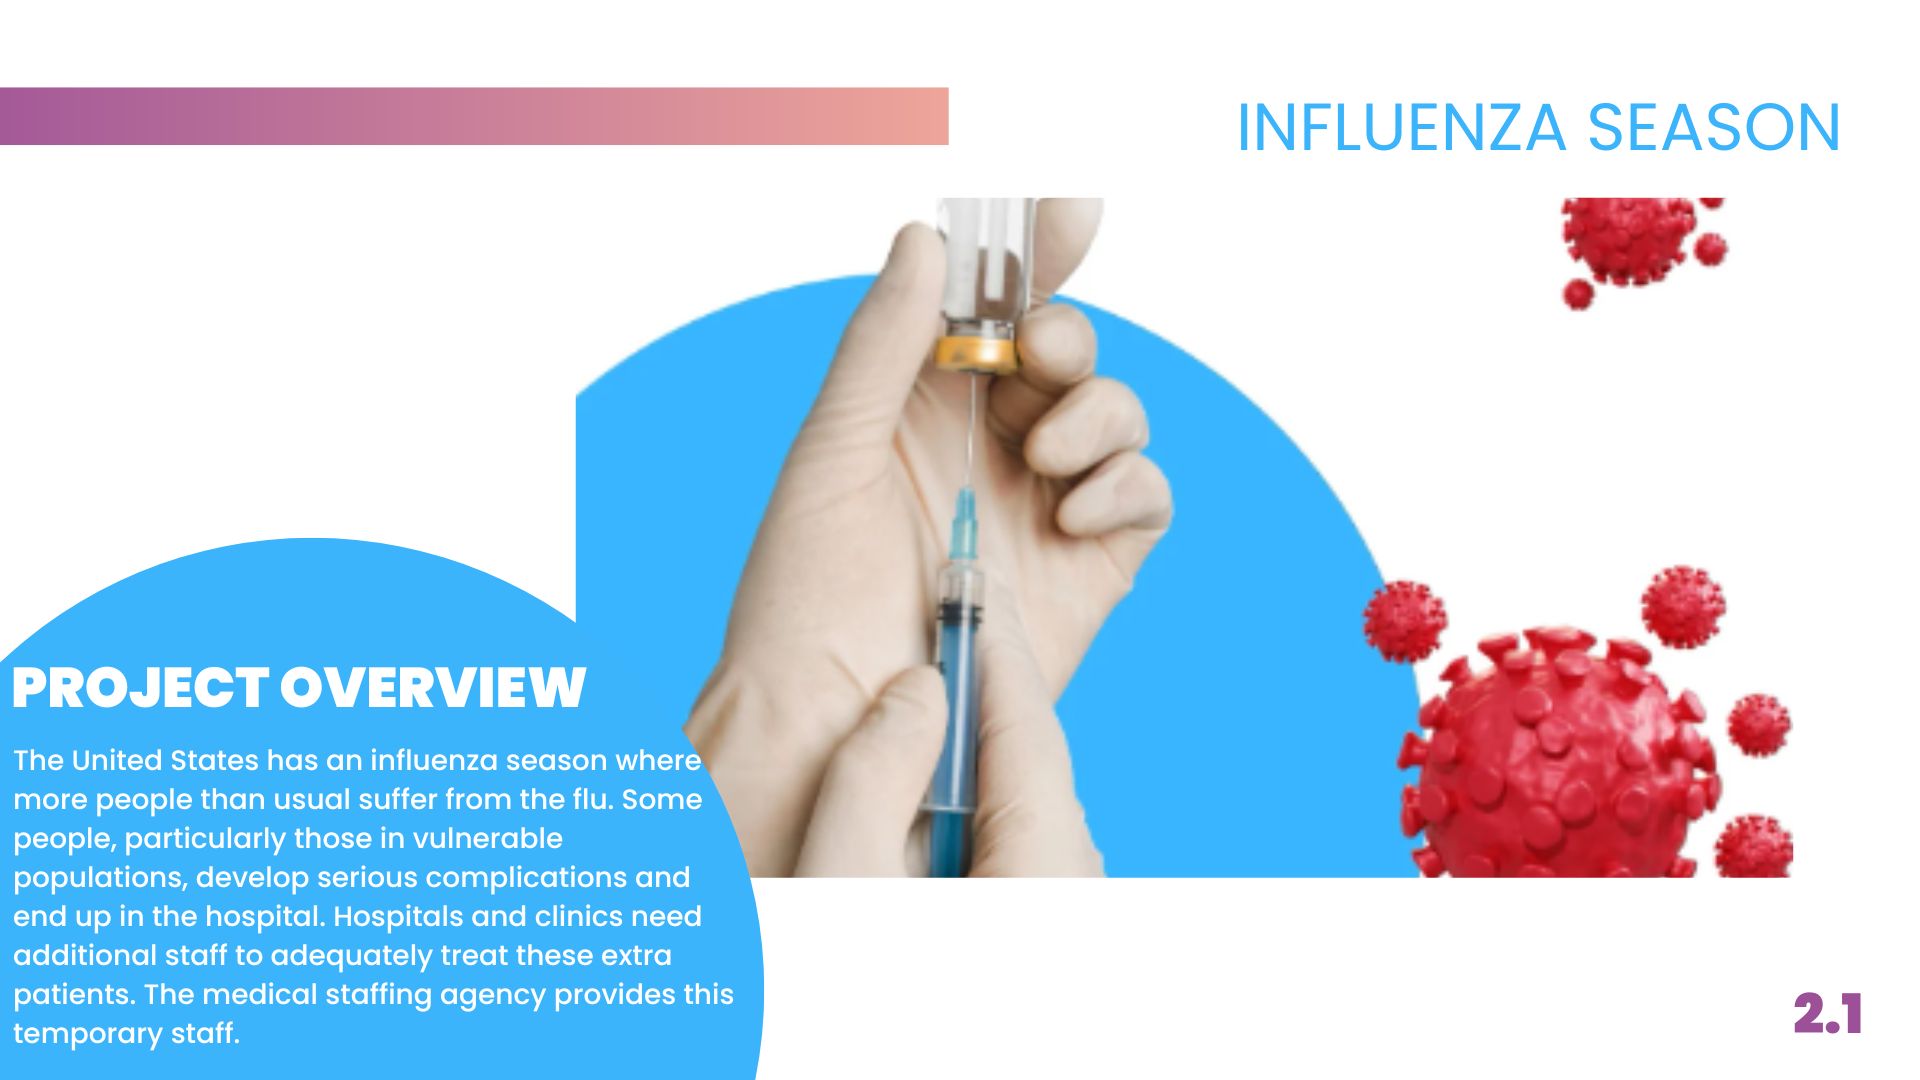 INFLUENZA SEASON
PROJECT OVERVIEW
The United States has an influenza season where
more people than usual suffer from the flu. Some
people, particularly those in vulnerable
populations, develop serious complications and
end up in the hospital. Hospitals and clinics need
additional staff to adequately treat these extra
patients. The medical staffing agency provides this
temporary staff.
2.1